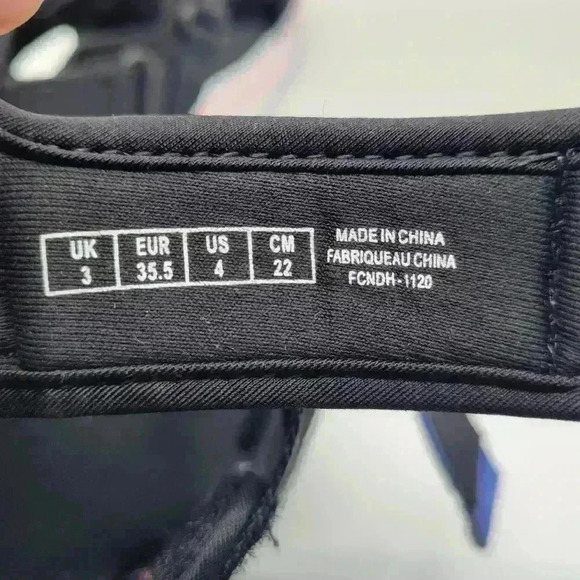 UK EUR US CM
3 35.5 4 22
MADE IN CHINA
FABRIQUEAU CHINA
FCNDH-1120